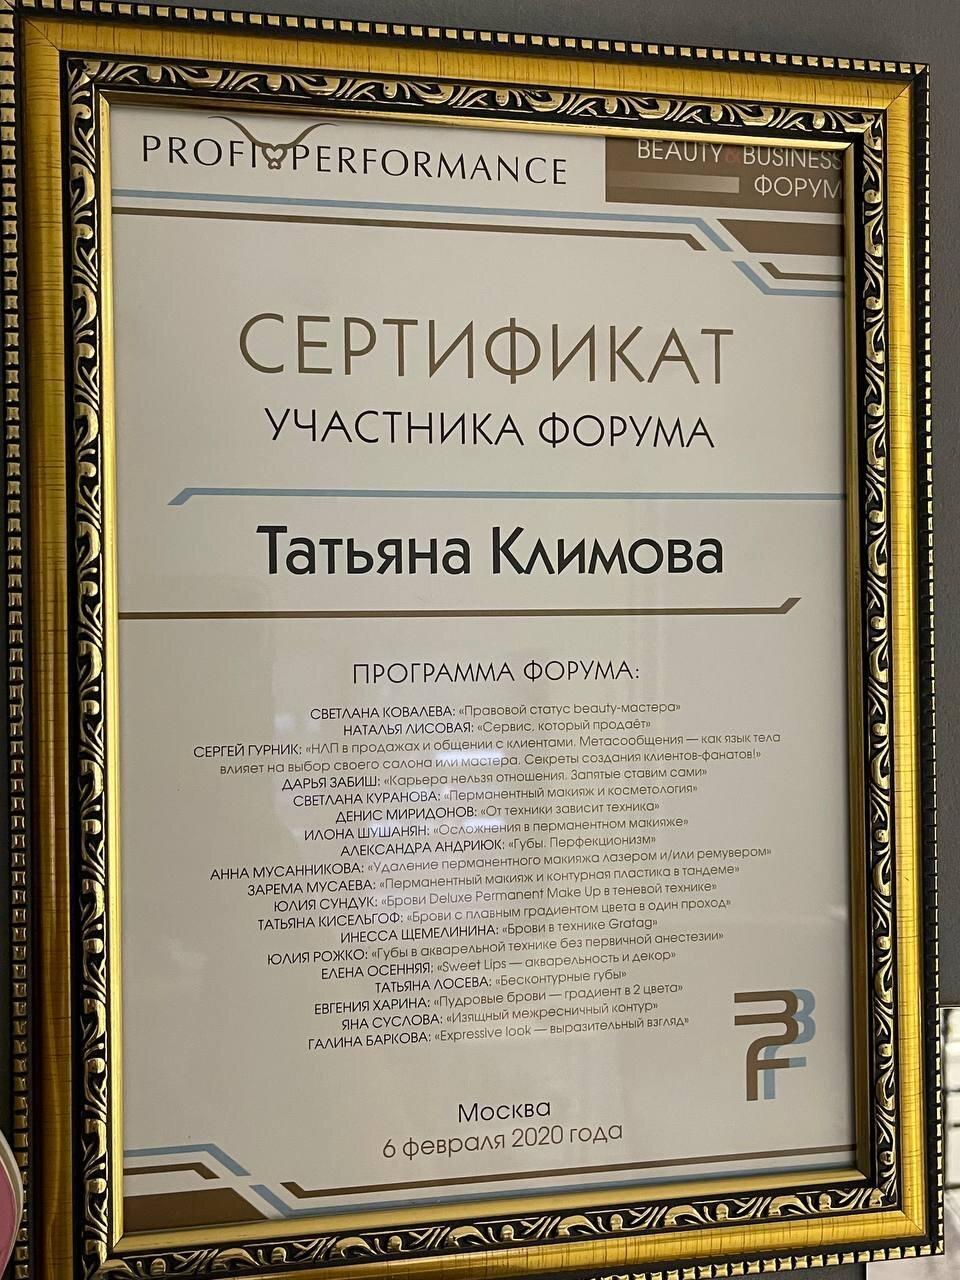 PROFI PERFORMANCE
BEAUTY&BUSINESS
ФОРУМ
СЕРТИФИКАТ
УЧАСТНИКА ФОРУМА
Татьяна Климова
ПРОГРАММА ФОРУМА:
СВЕТЛАНА КОВАЛЕВА: «Правовой статус beauty-мастера»
НАТАЛЬЯ ЛИСОВАЯ: «Сервис, который продаёт»
СЕРГЕЙ ГУРНИК: «НЛП в продажах и общении с клиентами. Метасообщения — как язык тела
влияет на выбор своего салона или мастера. Секреты создания клиентов-фанатов!»
ДАРЬЯ ЗАБИШ: «Карьера нельзя отношения. Запятые ставим сами»
СВЕТЛАНА КУРАНОВА: «Перманентный макияж и косметология»
ДЕНИС МИРИДОНОВ: «От техники зависит техника»
ИЛОНА ШУШАНЯН: «Осложнения в перманентном макияже»
АЛЕКСАНДРА АНДРИЮК: «Губы. Перфекционизм»
АННА МУСАННИКОВА: «Удаление перманентного макияжа лазером и/или ремувером»
ЗАРЕМА МУСАЕВА: «Перманентный макияж и контурная пластика в тандеме»
ЮЛИЯ СУНДУК: «Брови Deluxe Permanent Make Up в теневой технике»
ТАТЬЯНА КИСЕЛЬГОФ: «Брови с плавным градиентом цвета в один проход»
ИНЕССА ЩЕМЕЛИНИНА: «Брови в технике Gratag»
ЮЛИЯ РОЖКО: «Губы в акварельной технике без первичной анестезии»
ЕЛЕНА ОСЕННЯЯ: «Sweet Lips — акварельность и декор»
ТАТЬЯНА ЛОСЕВА: «Бесконтурные губы»
ЕВГЕНИЯ ХАРИНА: «Пудровые брови — градиент в 2 цвета»
ЯНА СУСЛОВА: «Изящный межресничный контур»
ГАЛИНА БАРКОВА: «Expressive look — выразительный взгляд»
BBF
Москва
6 февраля 2020 года